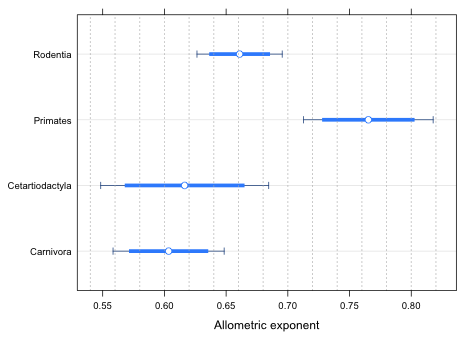 Rodentia
Primates
Cetartiodactyla
Carnivora
0.55 0.60 0.65 0.70 0.75 0.80
Allometric exponent